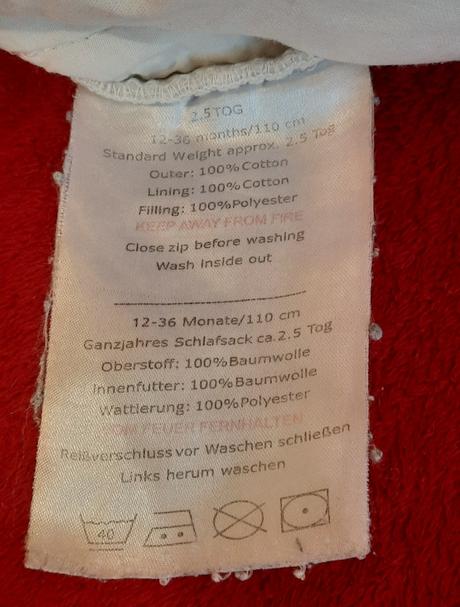 2.5TOG
12-36 months/110 cm
Standard Weight approx. 2.5 Tog
Outer: 100%Cotton
Lining: 100%Cotton
Filling: 100%Polyester
KEEP AWAY FROM FIRE
Close zip before washing
Wash inside out
12-36 Monate/110 cm
Ganzjahres Schlafsack ca.2.5 Tog
Oberstoff: 100%Baumwolle
Innenfutter: 100%Baumwolle
Wattierung: 100%Polyester
VOM FEUER FERNHALTEN
Reißverschluss vor Waschen schließen
Links herum waschen
40